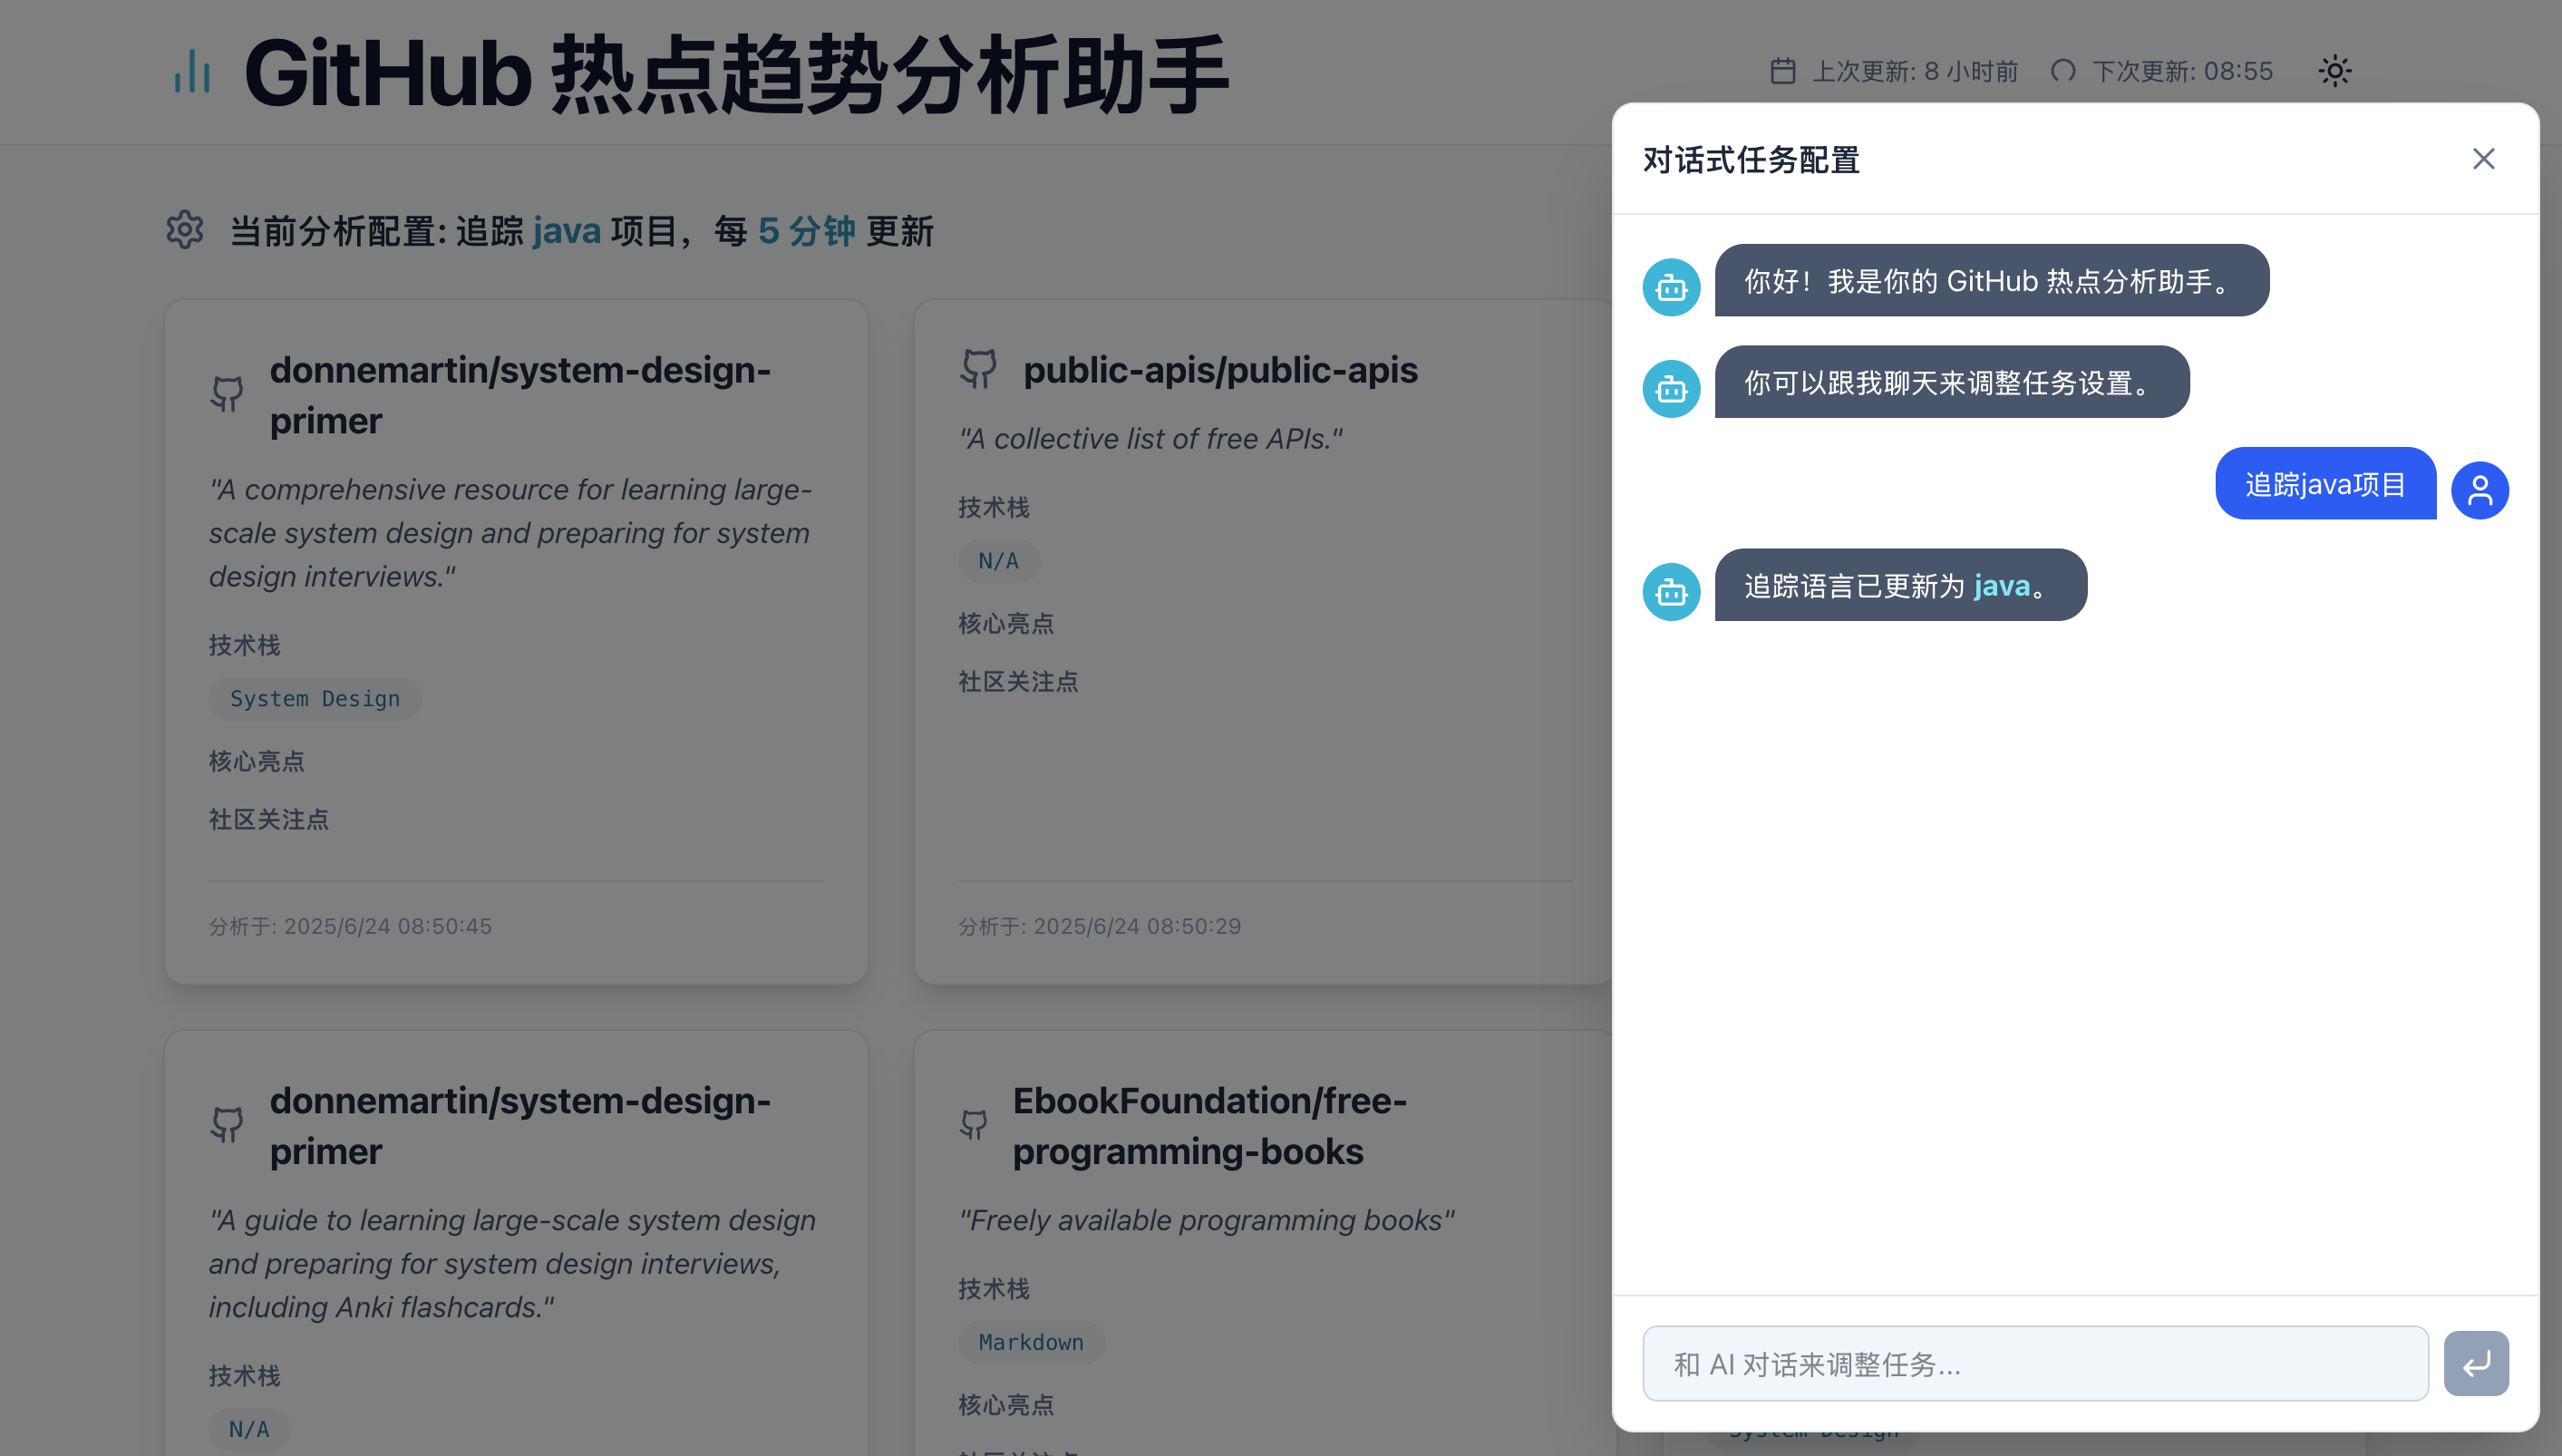 GitHub 热点趋势分析助手
上次更新: 8 小时前
下次更新: 08:55
当前分析配置: 追踪 java 项目，每 5 分钟 更新
donnemartin/system-design-
primer
"A comprehensive resource for learning large-
scale system design and preparing for system
design interviews."
技术栈
System Design
核心亮点
社区关注点
分析于: 2025/6/24 08:50:45
public-apis/public-apis
"A collective list of free APIs."
技术栈
N/A
核心亮点
社区关注点
分析于: 2025/6/24 08:50:29
donnemartin/system-design-
primer
"A guide to learning large-scale system design
and preparing for system design interviews,
including Anki flashcards."
技术栈
N/A
EbookFoundation/free-
programming-books
"Freely available programming books"
技术栈
Markdown
核心亮点
对话式任务配置
你好！我是你的 GitHub 热点分析助手。
你可以跟我聊天来调整任务设置。
追踪java项目
追踪语言已更新为 java。
和 AI 对话来调整任务...